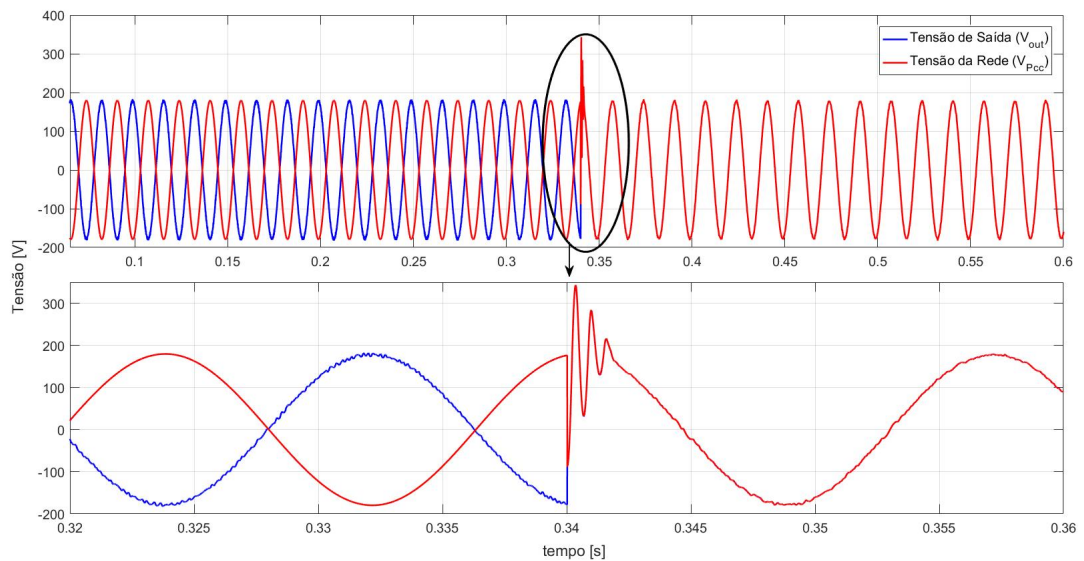 400
300
200
100
0
-100
-200
Tensão de Saída (V_out)
Tensão da Rede (V_Pcc)
0.1 0.15 0.2 0.25 0.3 0.35 0.4 0.45 0.5 0.55 0.6
Tensão [V]
300
200
100
0
-100
-200
0.32 0.325 0.33 0.335 0.34 0.345 0.35 0.355 0.36
tempo [s]